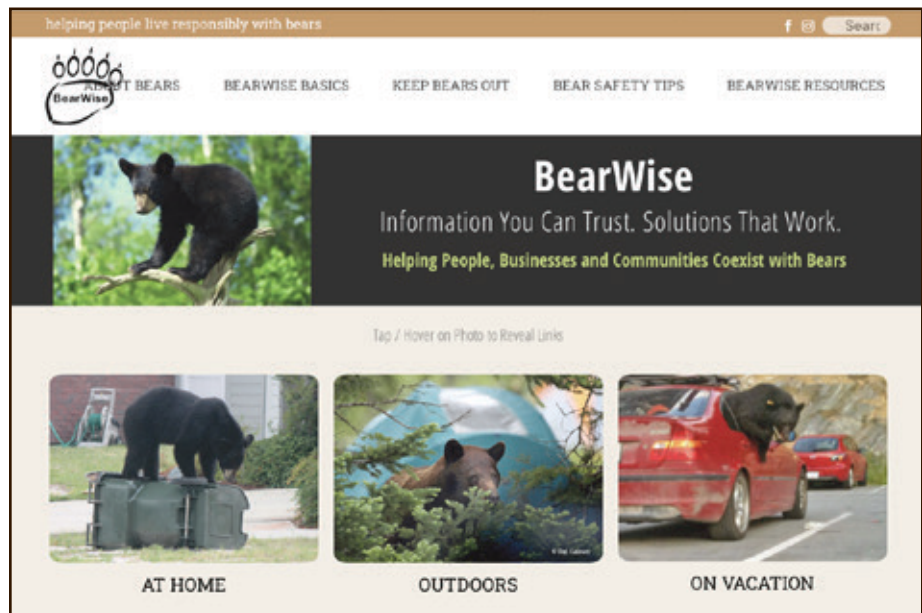 helping people live responsibly with bears
f
Searc
BearWise
ABOUT BEARS
BEARWISE BASICS
KEEP BEARS OUT
BEAR SAFETY TIPS
BEARWISE RESOURCES
BearWise
Information You Can Trust. Solutions That Work.
Helping People, Businesses and Communities Coexist with Bears
Tap / Hover on Photo to Reveal Links
AT HOME
OUTDOORS
ON VACATION